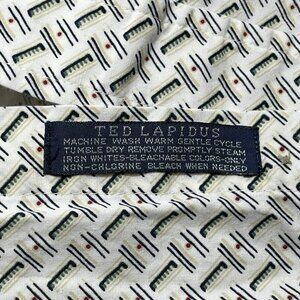 TED LAPIDUS
MACHINE WASH WARM GENTLE CYCLE
TUMBLE DRY REMOVE PROMPTLY STEAM
IRON WHITES-BLEACHABLE COLORS-ONLY
NON-CHLORINE BLEACH WHEN NEEDED